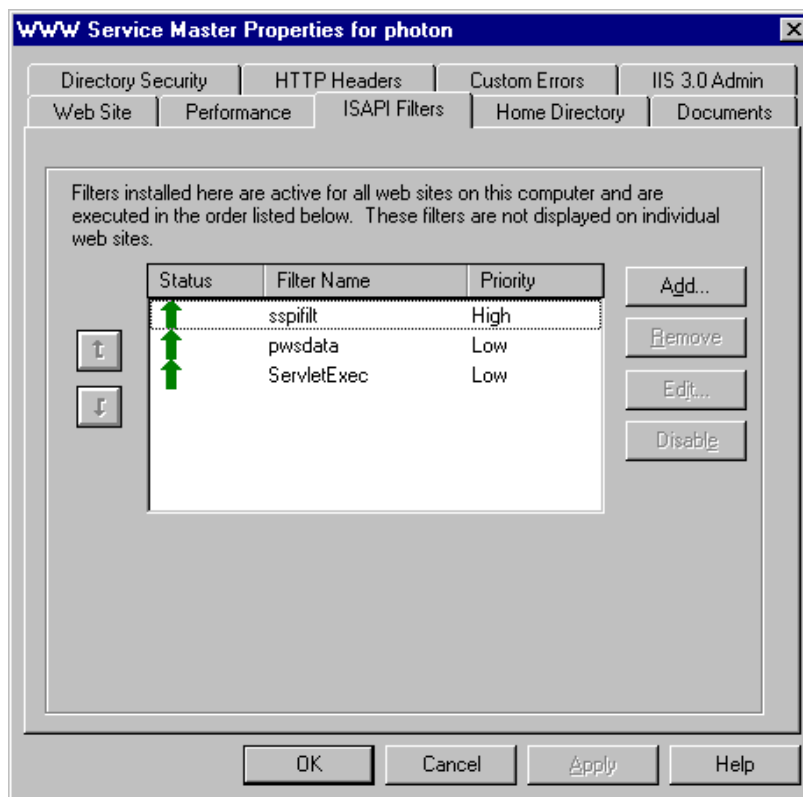 WWW Service Master Properties for photon
Directory Security HTTP Headers Custom Errors IIS 3.0 Admin
Web Site Performance ISAPI Filters Home Directory Documents
Filters installed here are active for all web sites on this computer and are
executed in the order listed below. These filters are not displayed on individual
web sites.
Status Filter Name Priority
sspifilt High
pwsdata Low
ServletExec Low
Add...
Remove
Edit...
Disable
OK Cancel Apply Help